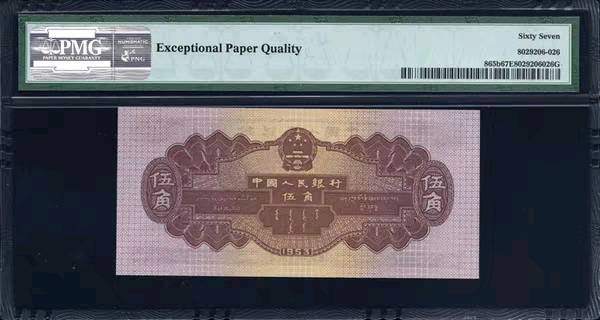 PMG
PAPER MONEY GUARANTY
NUMISMATIC
PNG
Exceptional Paper Quality
Sixty Seven
8029206-026
865b67E8029206026G
中國人民銀行
伍角
伍角
伍角
1953